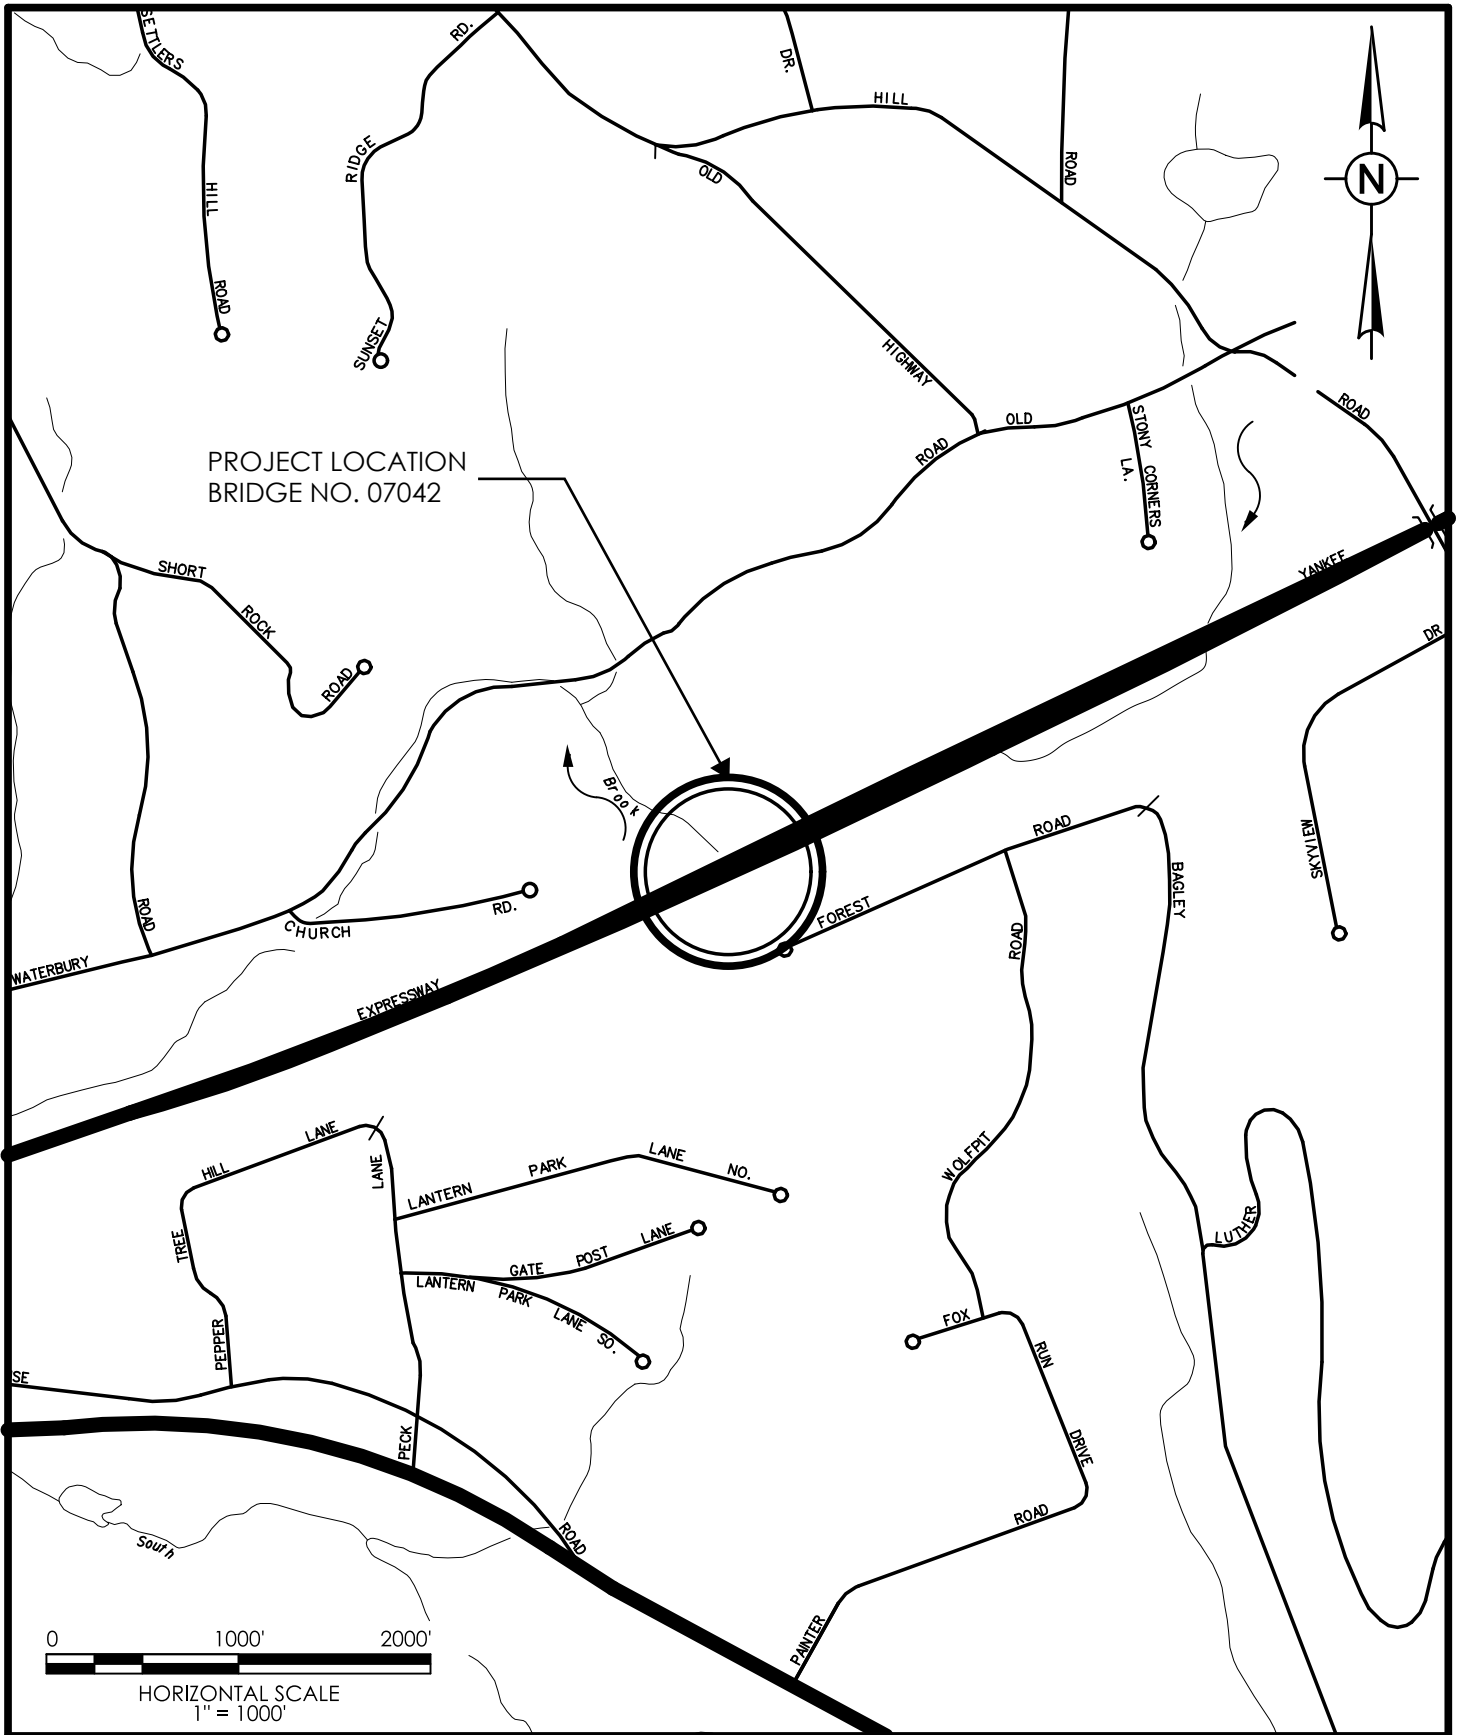 SETTLERS
HILL
ROAD
RIDGE
RD.
SUNSET
DR.
HILL
ROAD
OLD
HIGHWAY
N
ROAD
OLD
STONY CORNERS
LA.
ROAD
PROJECT LOCATION
BRIDGE NO. 07042
SHORT
ROCK
ROAD
YANKEE
DR
SKYVIEW
Brook
ROAD
CHURCH
RD.
WATERBURY
EXPRESSWAY
FOREST
ROAD
BAGLEY
ROAD
WOLFPIT
LUTHER
HILL
LANE
TREE
PEPPER
LANE
PECK
LANTERN
PARK
LANE
NO.
GATE
POST
LANE
LANTERN
PARK
LANE
SO.
FOX
RUN
DRIVE
SE
ROAD
South
ROAD
PAINTER
0 1000' 2000'
HORIZONTAL SCALE
1" = 1000'